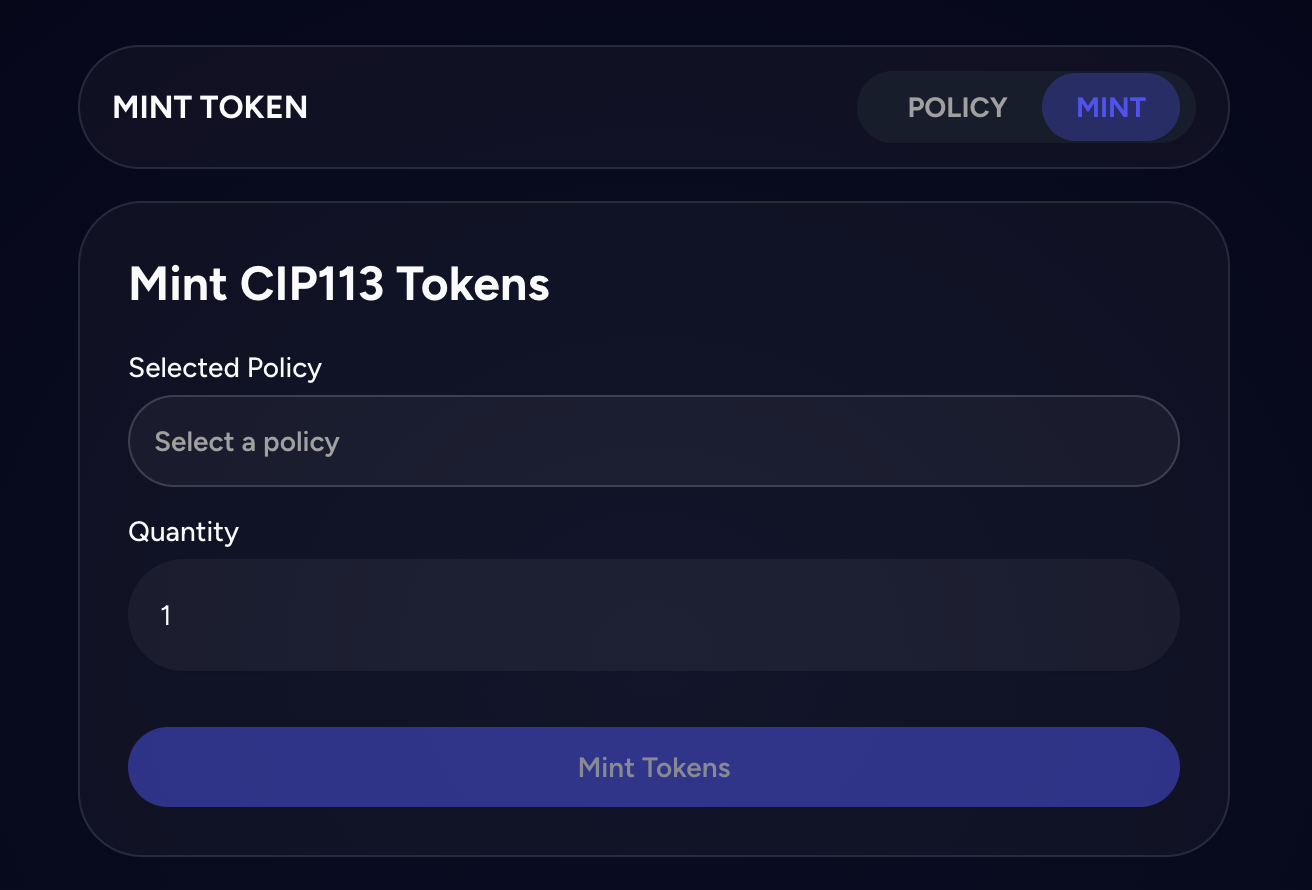 MINT TOKEN
POLICY
MINT
Mint CIP113 Tokens
Selected Policy
Select a policy
Quantity
1
Mint Tokens